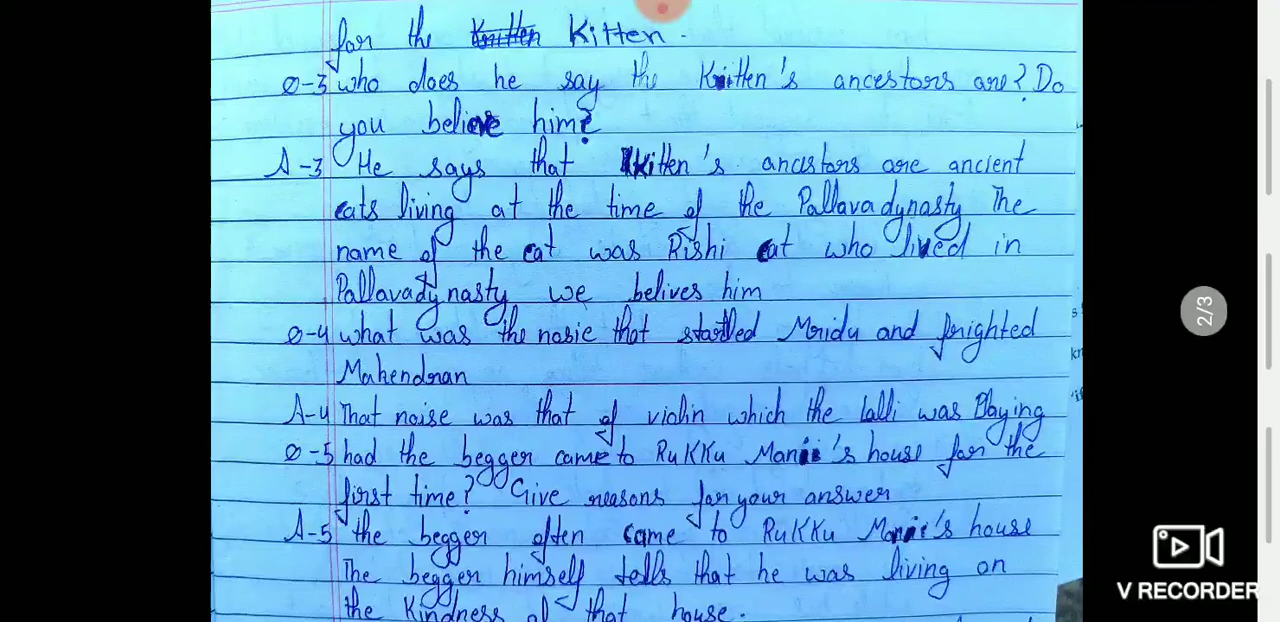 for the Kitten.
Q-3 who does he say the Kitten's ancestors are? Do
you believe him?
A-3 He says that Kitten's ancestors are ancient
cats living at the time of the Pallava dynasty The
name of the cat was Rishi cat who lived in
Pallava dynasty we belives him
Q-4 what was the nosie that startled Mridu and frighted
Mahendran
A-4 That noise was that of violin which the lalli was Playing
Q-5 had the begger came to RuKKu Mani's house for the
first time? Give reasons for your answer
A-5 the begger often came to RuKKu Mani's house
The begger himself tells that he was living on
the Kindness of that house.
2/3
V RECORDER